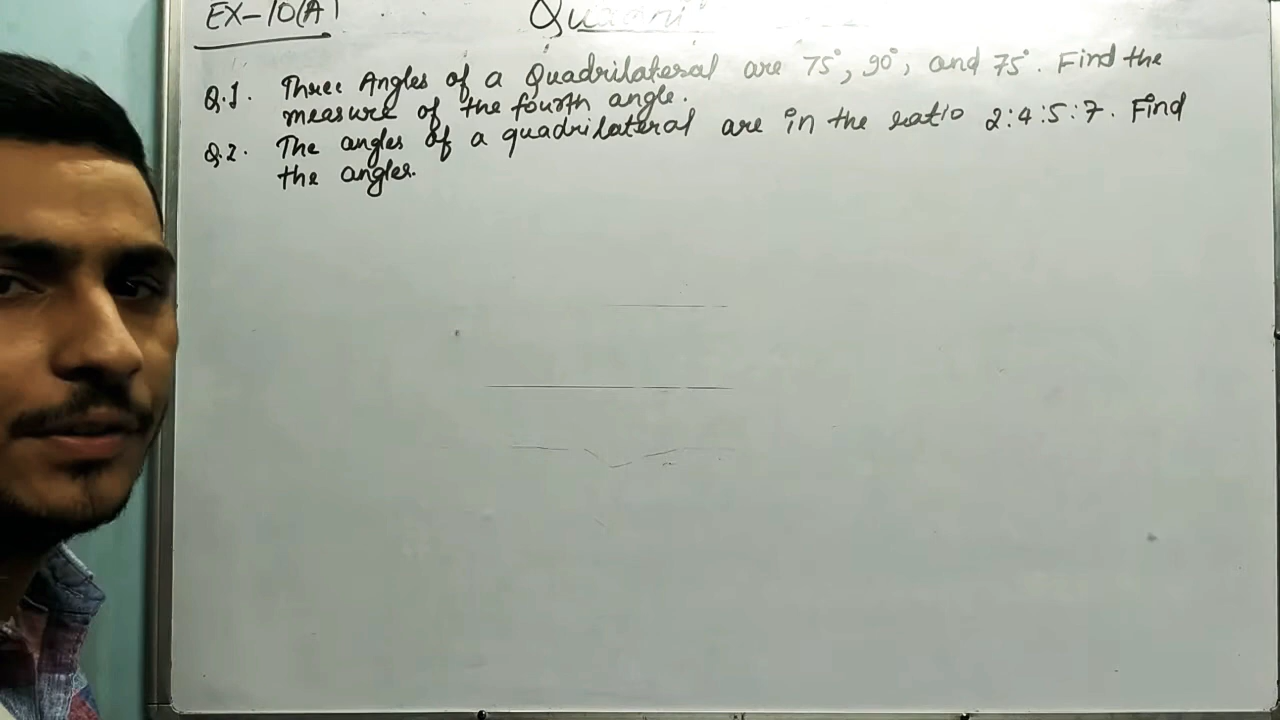 EX-10(A)
Quadri
Q.1. Three Angles of a Quadrilateral are 75°, 90°, and 75°. Find the
measure of the fourth angle.
Q.2. The angles of a quadrilateral are in the ratio 2:4:5:7. Find
the angles.